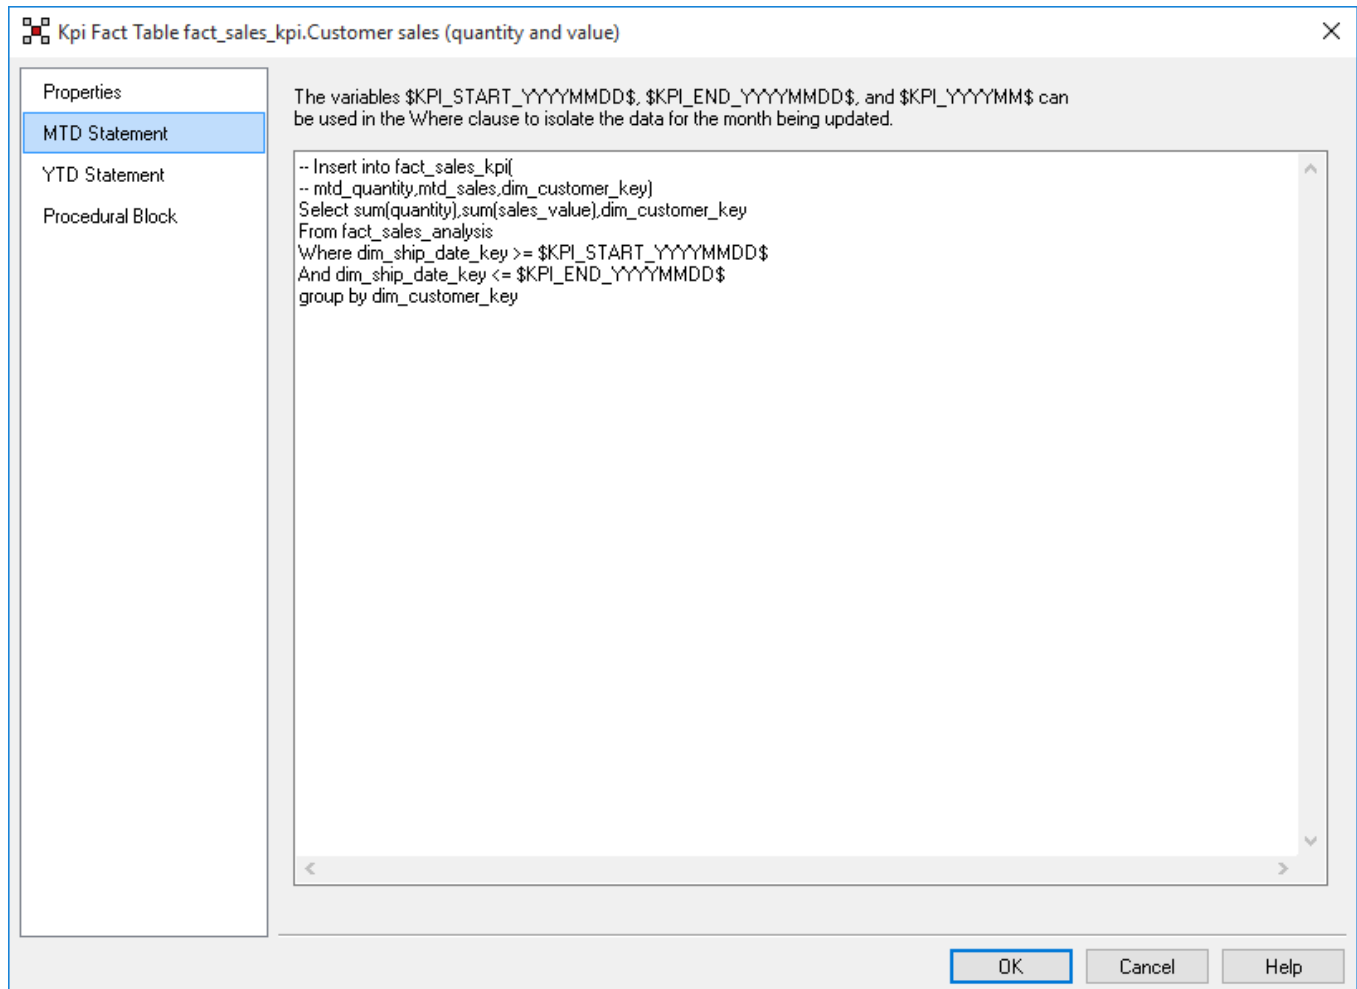 Kpi Fact Table fact_sales_kpi.Customer sales (quantity and value)
Properties
MTD Statement
YTD Statement
Procedural Block
The variables $KPI_START_YYYYMMDD$, $KPI_END_YYYYMMDD$, and $KPI_YYYYMM$ can
be used in the Where clause to isolate the data for the month being updated.
-- Insert into fact_sales_kpi(
-- mtd_quantity,mtd_sales,dim_customer_key)
Select sum(quantity),sum(sales_value),dim_customer_key
From fact_sales_analysis
Where dim_ship_date_key >= $KPI_START_YYYYMMDD$
And dim_ship_date_key <= $KPI_END_YYYYMMDD$
group by dim_customer_key
OK
Cancel
Help